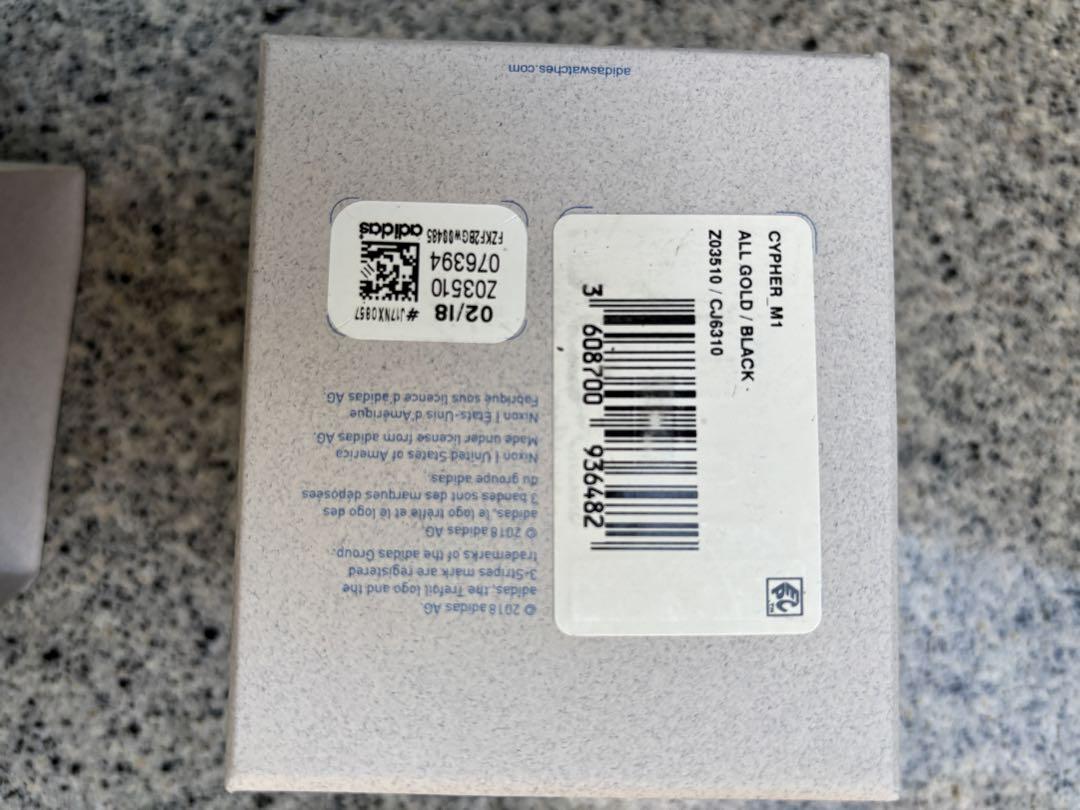 CYPHER_M1
ALL GOLD / BLACK
Z03510 / CJ6310
3 608700 936482
© 2018 adidas AG.
adidas, the Trefoil logo and the
3-Stripes mark are registered
trademarks of the adidas Group.
© 2018 adidas AG.
adidas, le logo trèfle et le logo des
3 bandes sont des marques déposées
du groupe adidas.
Nixon | United States of America
Made under license from adidas AG.
Nixon | États-Unis d'Amérique
Fabriqué sous licence d'adidas AG.
02/18 #J17NX0857
Z03510
076394
FZKF2BGW00485
adidas
adidaswatches.com